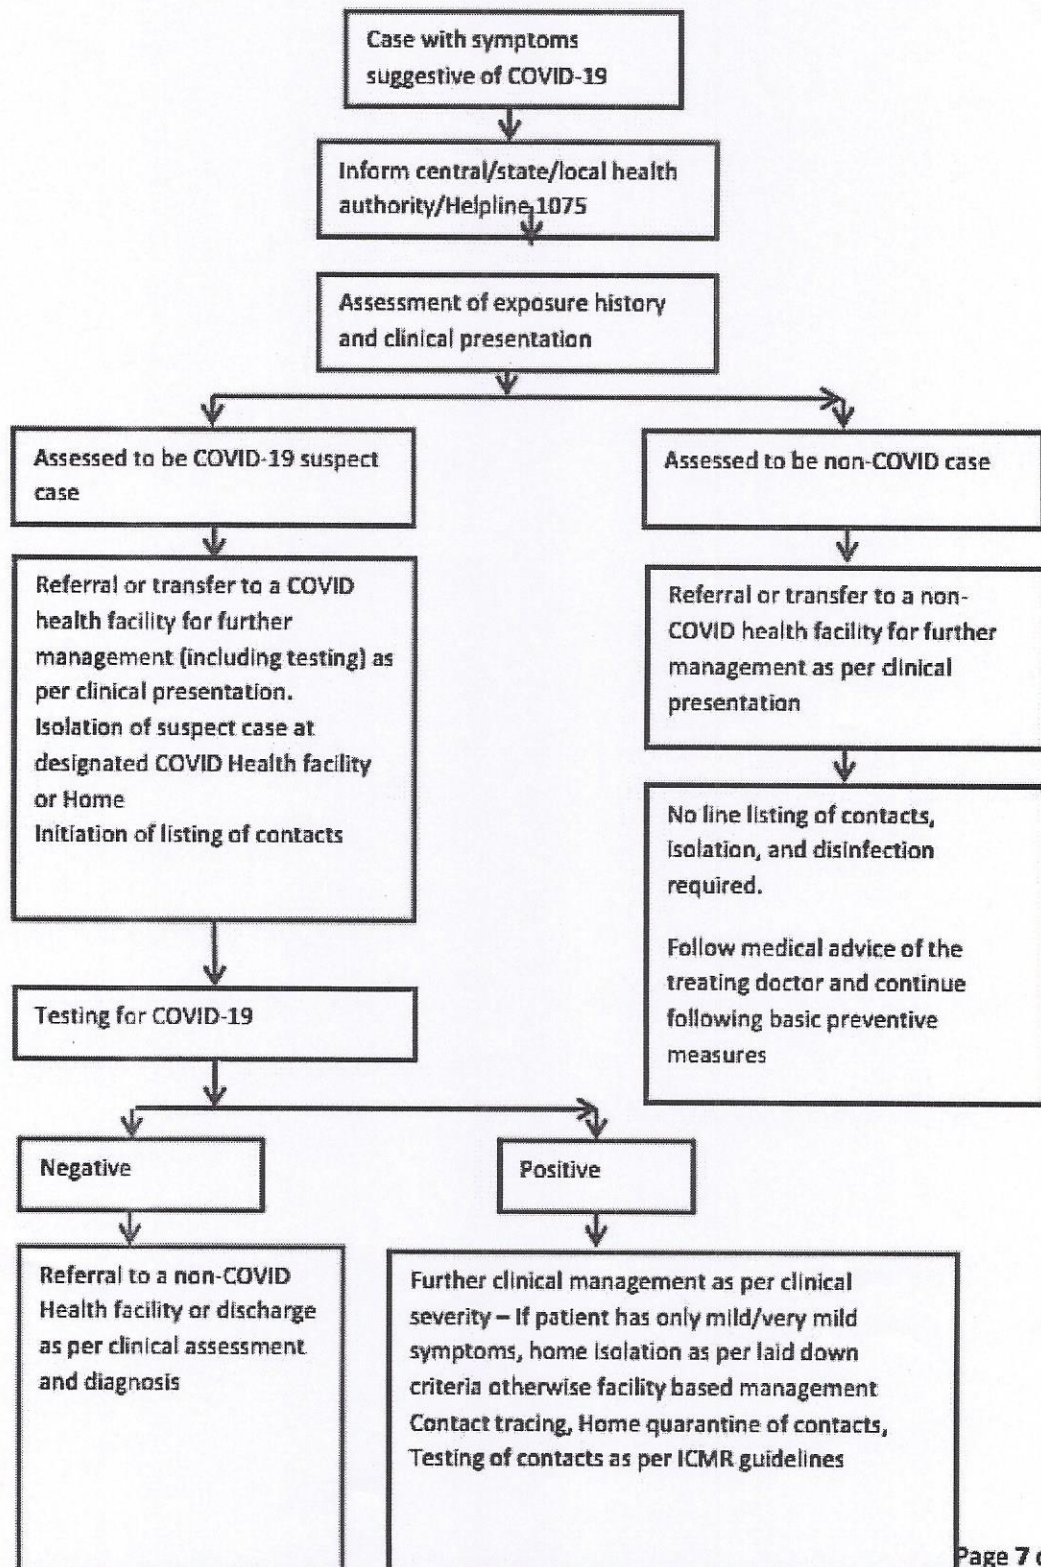 Case with symptoms
suggestive of COVID-19
Inform central/state/local health
authority/Helpline 1075
Assessment of exposure history
and clinical presentation
Assessed to be COVID-19 suspect
case
Assessed to be non-COVID case
Referral or transfer to a COVID
health facility for further
management (including testing) as
per clinical presentation.
Isolation of suspect case at
designated COVID Health facility
or Home
Initiation of listing of contacts
Referral or transfer to a non-
COVID health facility for further
management as per clinical
presentation
No line listing of contacts,
isolation, and disinfection
required.
Follow medical advice of the
treating doctor and continue
following basic preventive
measures
Testing for COVID-19
Negative
Positive
Referral to a non-COVID
Health facility or discharge
as per clinical assessment
and diagnosis
Further clinical management as per clinical
severity – If patient has only mild/very mild
symptoms, home isolation as per laid down
criteria otherwise facility based management
Contact tracing, Home quarantine of contacts,
Testing of contacts as per ICMR guidelines
Page 7